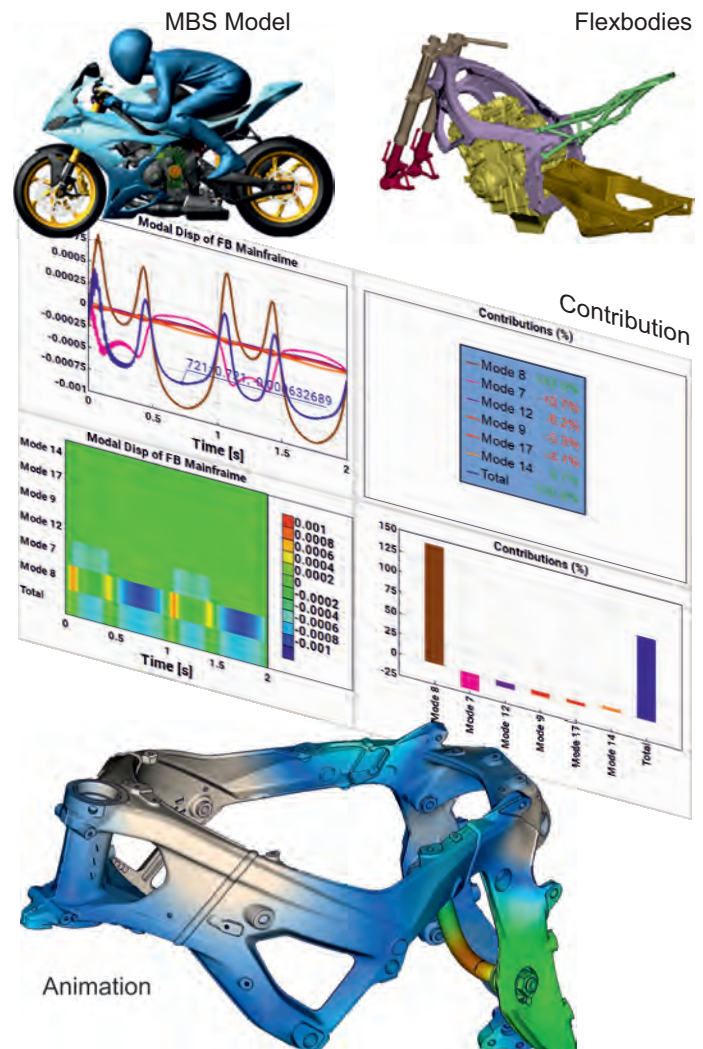 MBS Model
Flexbodies
Modal Disp of FB Mainfraime
0.00025
0
-0.00025
-0.0005
-0.00075
-0.001
0
0.5
1
1.5
2
Time [s]
Contribution
Contributions (%)
Mode 8
Mode 7
Mode 12
Mode 9
Mode 17
Mode 14
Total
Modal Disp of FB Mainfraime
Mode 14
Mode 17
Mode 9
Mode 12
Mode 7
Mode 8
Total
0.001
0.0008
0.0006
0.0004
0.0002
0
-0.0002
-0.0004
-0.0006
-0.0008
-0.001
0
0.5
1
1.5
2
Time [s]
Contributions (%)
150
125
100
75
50
25
0
-25
Mode 8
Mode 7
Mode 12
Mode 9
Mode 17
Mode 14
Total
Animation